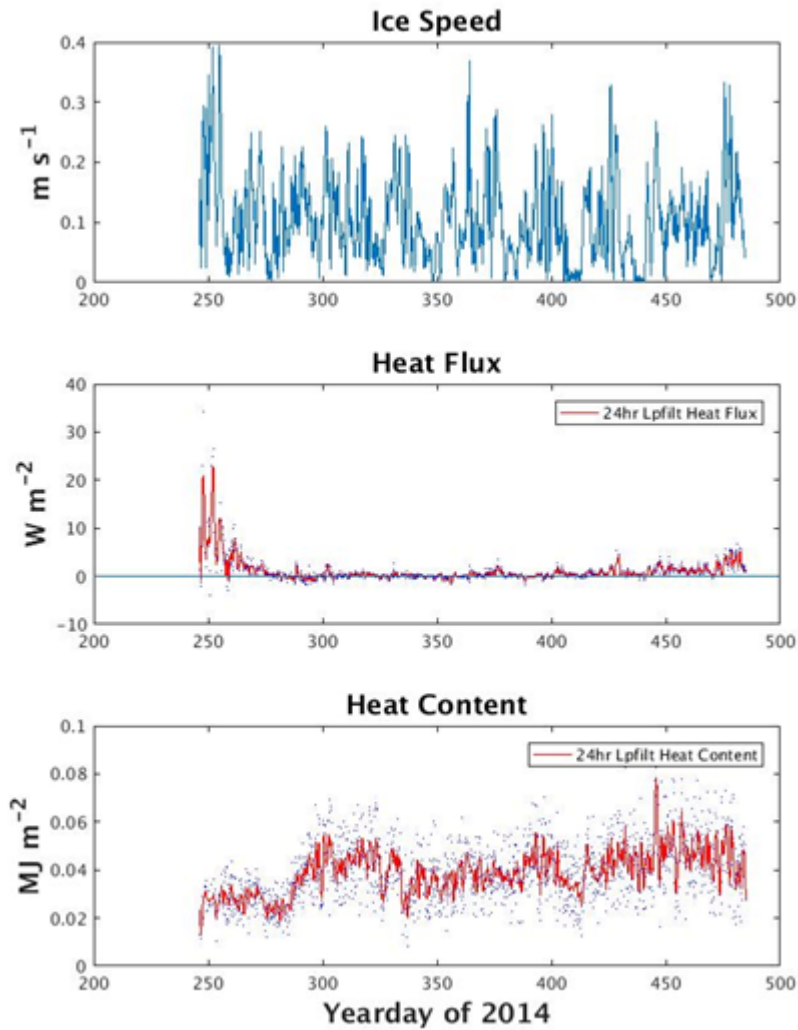 Ice Speed
m s⁻¹
0.4
0.3
0.2
0.1
0
200 250 300 350 400 450 500
Heat Flux
W m⁻²
40
30
20
10
0
-10
24hr Lpfilt Heat Flux
200 250 300 350 400 450 500
Heat Content
MJ m⁻²
0.1
0.08
0.06
0.04
0.02
0
24hr Lpfilt Heat Content
200 250 300 350 400 450 500
Yearday of 2014